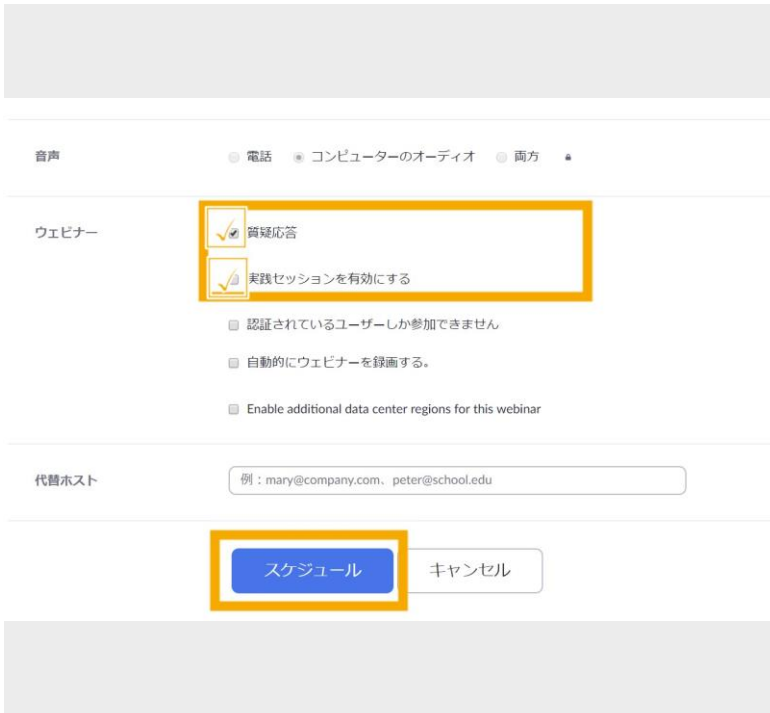 音声
電話 コンピューターのオーディオ 両方
ウェビナー
質疑応答
実践セッションを有効にする
認証されているユーザーしか参加できません
自動的にウェビナーを録画する。
Enable additional data center regions for this webinar
代替ホスト
例：mary@company.com、peter@school.edu
スケジュール キャンセル